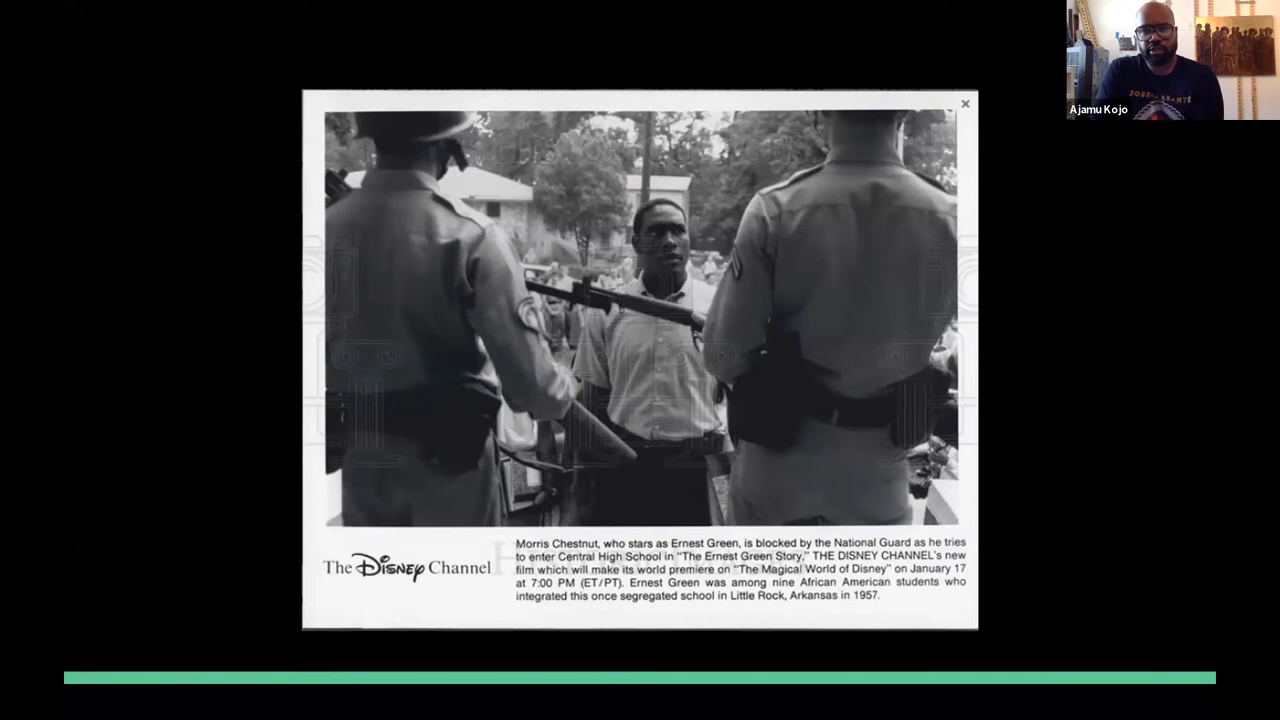 Ajamu Kojo
Morris Chestnut, who stars as Ernest Green, is blocked by the National Guard as he tries
to enter Central High School in "The Ernest Green Story," THE DISNEY CHANNEL's new
film which will make its world premiere on "The Magical World of Disney" on January 17
at 7:00 PM (ET/PT). Ernest Green was among nine African American students who
integrated this once segregated school in Little Rock, Arkansas in 1957.
The Disney Channel